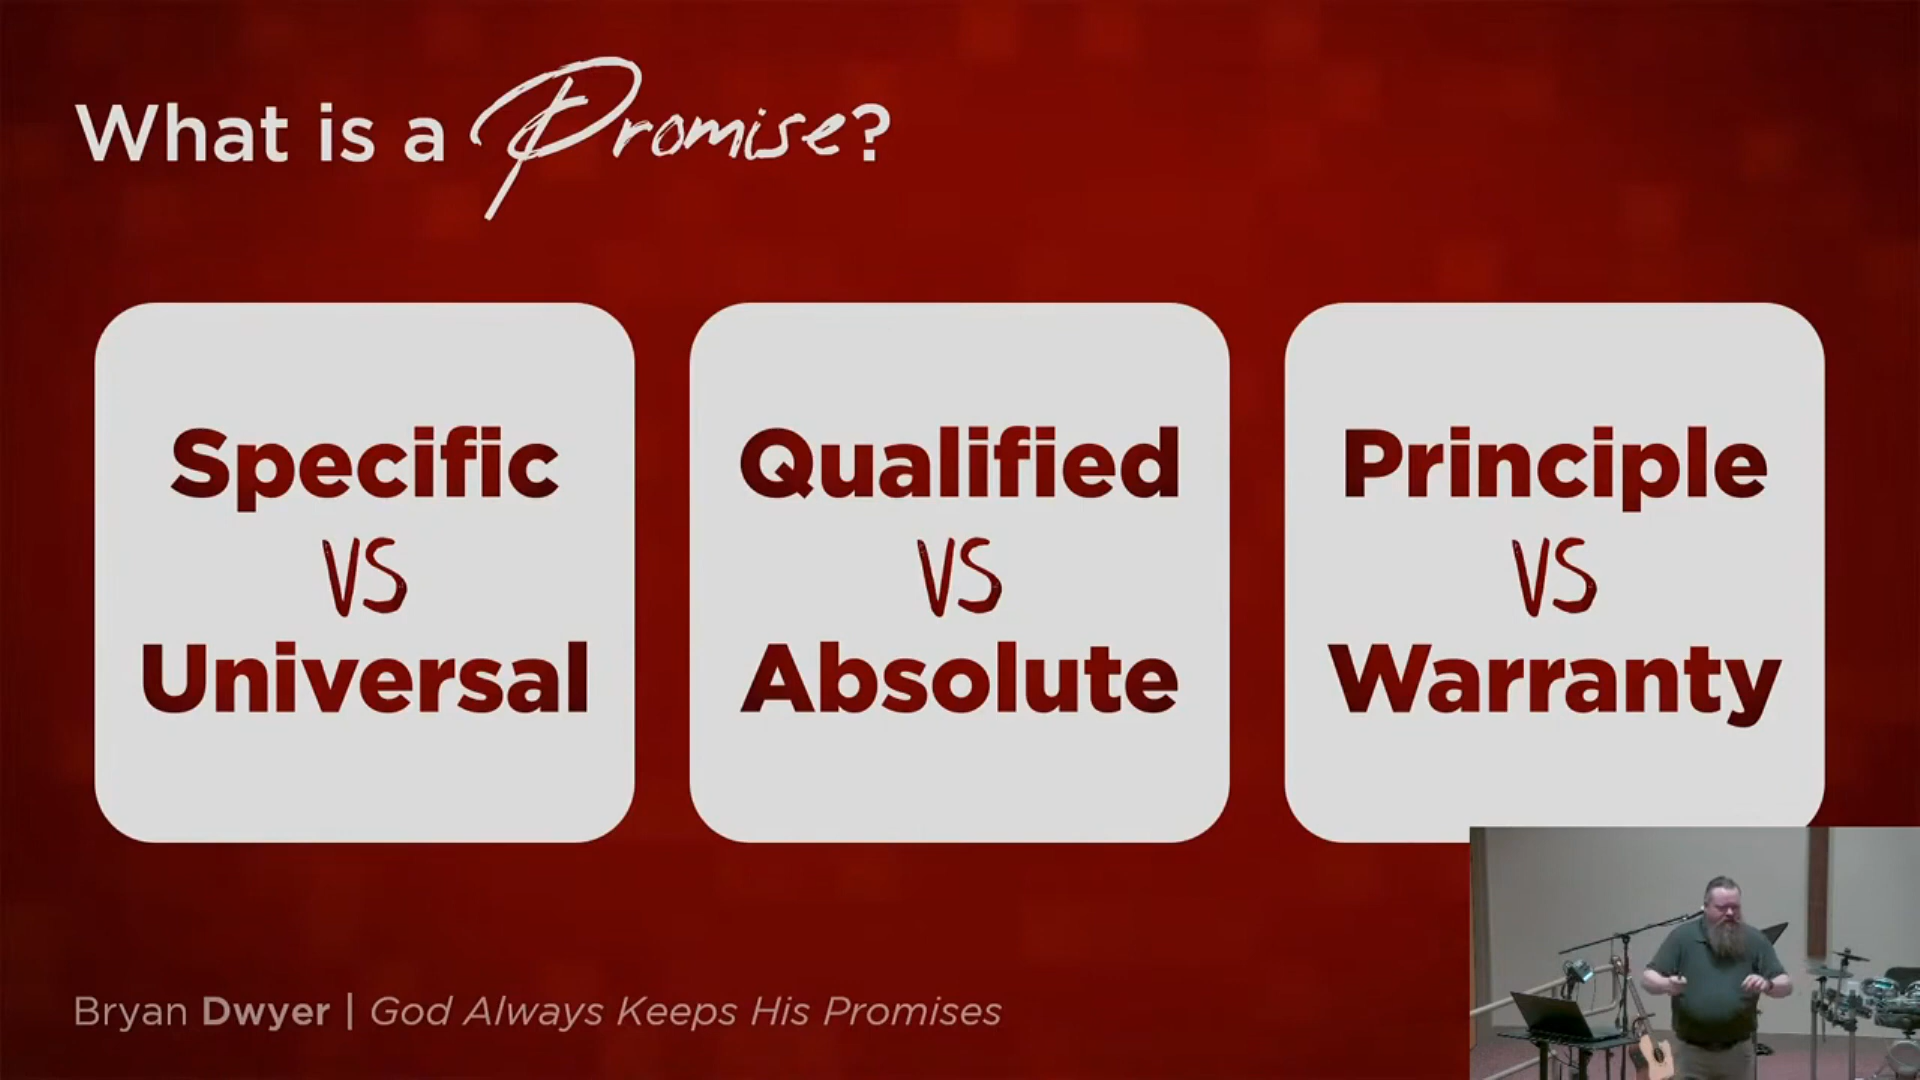 What is a Promise?
Specific
VS
Universal
Qualified
VS
Absolute
Principle
VS
Warranty
Bryan Dwyer | God Always Keeps His Promises